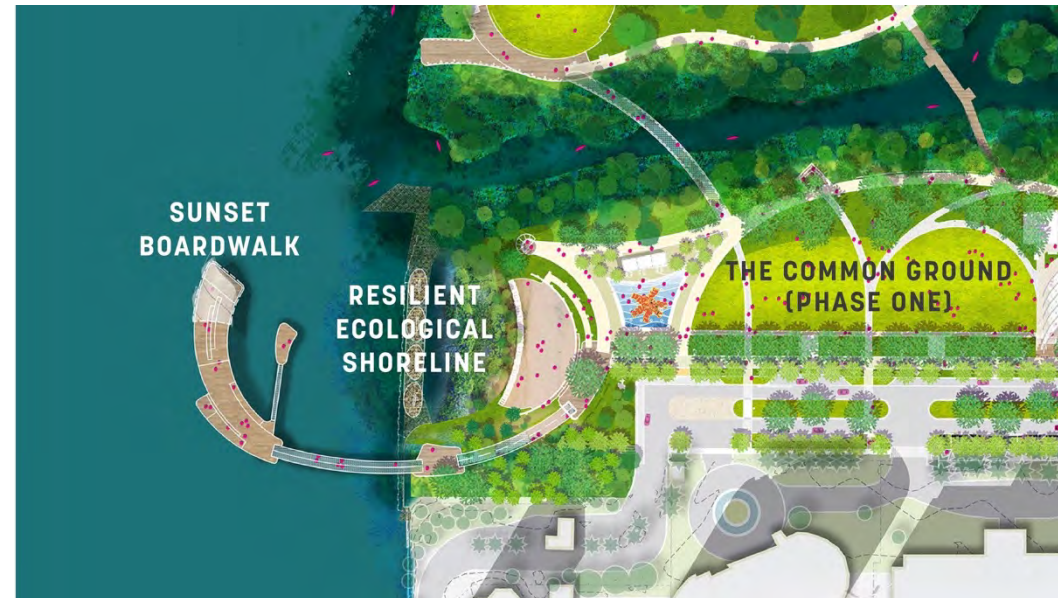 SUNSET
BOARDWALK
RESILIENT
ECOLOGICAL
SHORELINE
THE COMMON GROUND
(PHASE ONE)